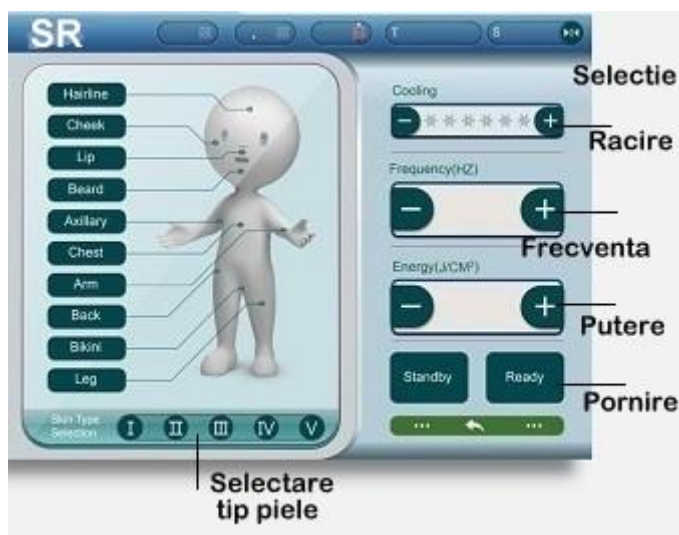 SR
T
S
Hairline
Cheek
Lip
Beard
Axillary
Chest
Arm
Back
Bikini
Leg
Skin Type
Selection
I II III IV V
Cooling
Frequency(HZ)
Energy(J/CM²)
Standby Ready
Selectie
Racire
Frecventa
Putere
Pornire
Selectare
tip piele